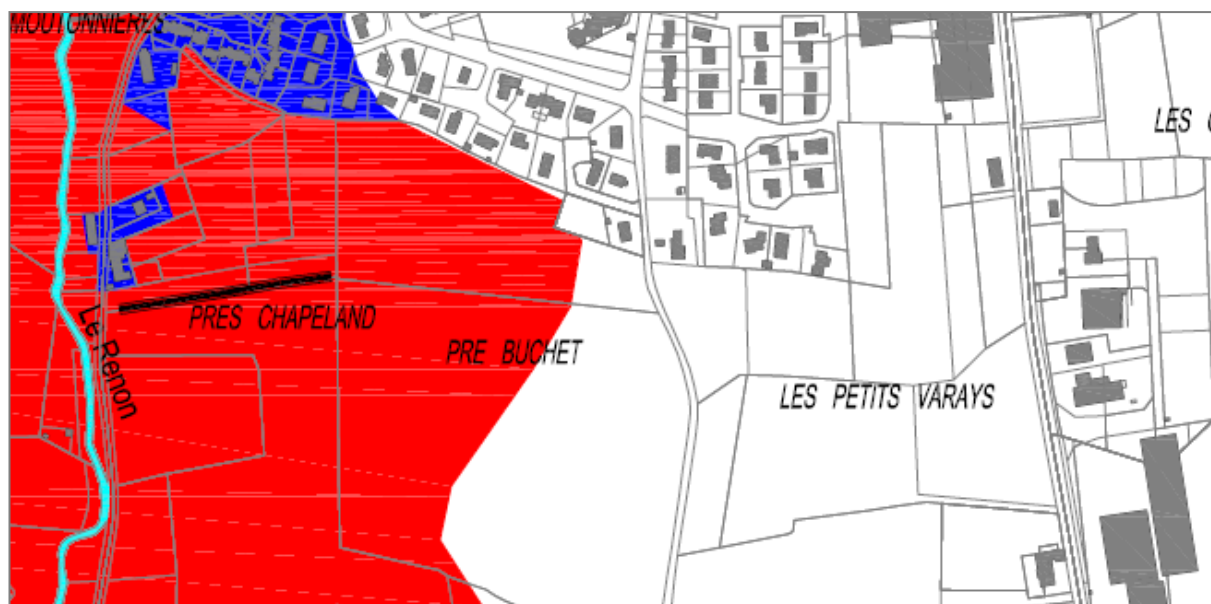 MOUTONNIERES
LES
PRES CHAPELAND
Le Renon
PRE BUCHET
LES PETITS VARAYS